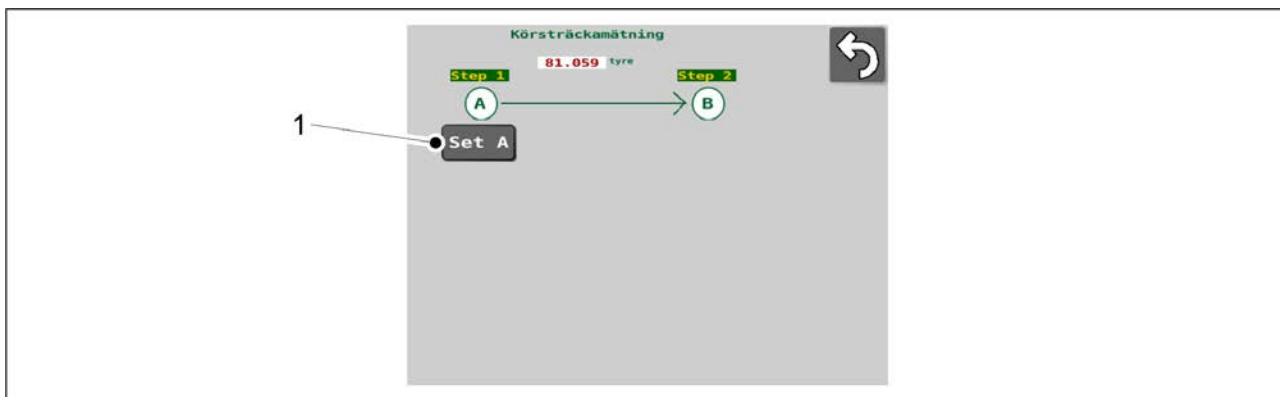 Körsträckamätning
81.059 tyre
Step 1 Step 2
A B
1
Set A